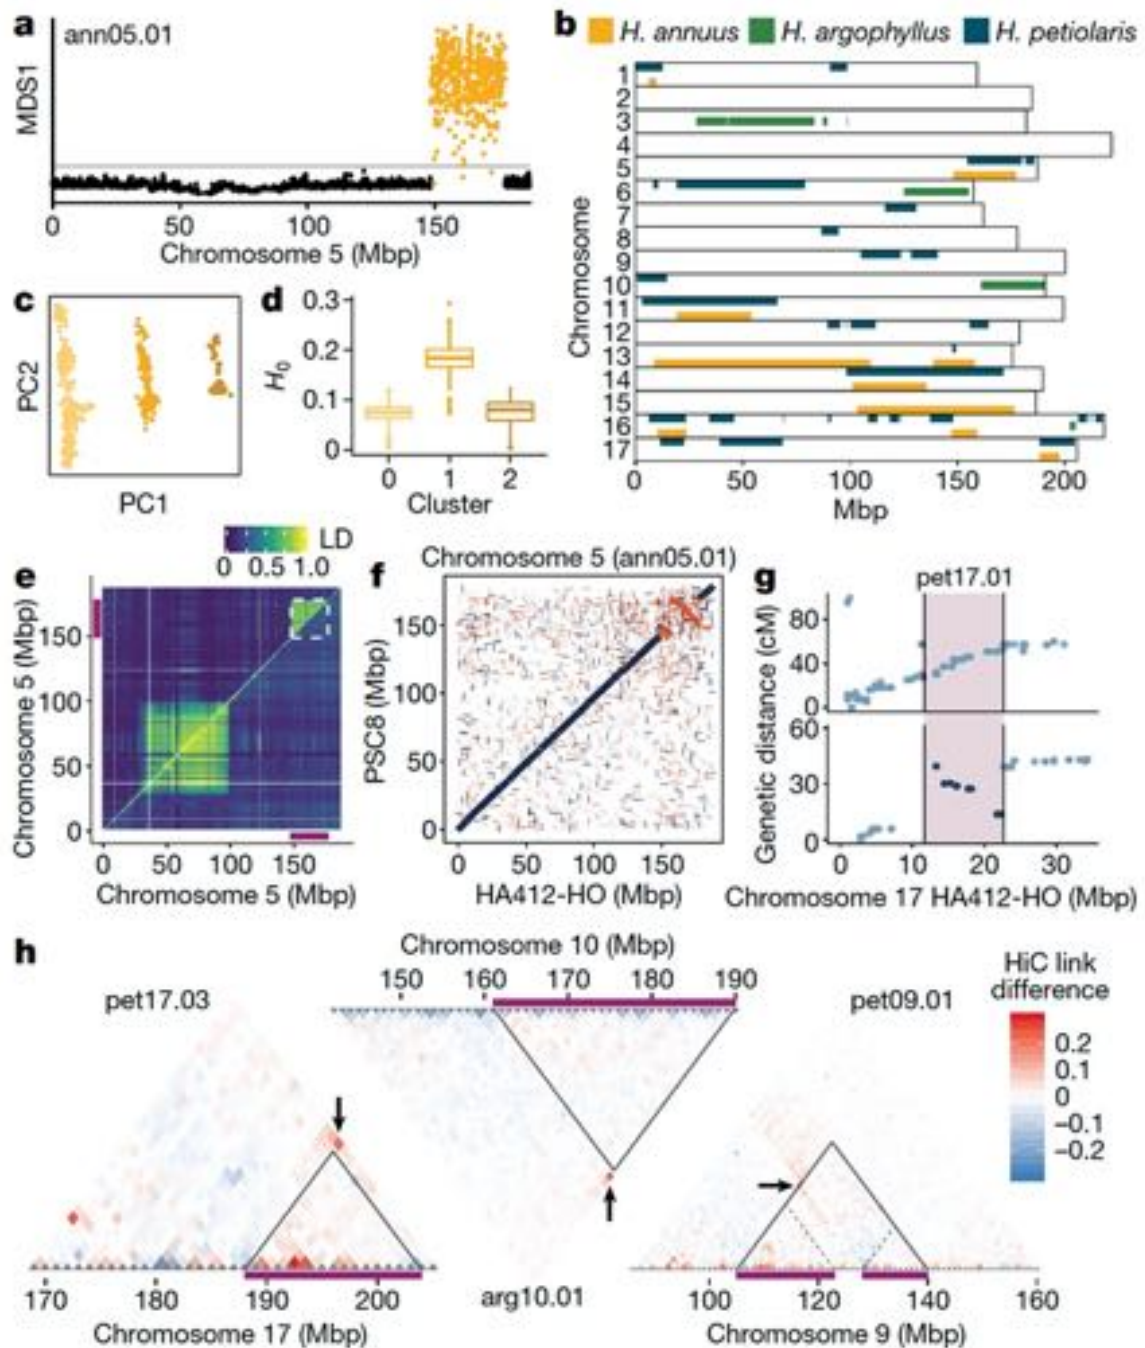 a
ann05.01
MDS1
0 50 100 150
Chromosome 5 (Mbp)
b
H. annuus H. argophyllus H. petiolaris
Chromosome
1
2
3
4
5
6
7
8
9
10
11
12
13
14
15
16
17
0 50 100 150 200
Mbp
c
PC2
PC1
d
H0
0.3
0.2
0.1
0
0 1 2
Cluster
LD
0 0.5 1.0
e
Chromosome 5 (Mbp)
150
100
50
0
0 50 100 150
Chromosome 5 (Mbp)
f
Chromosome 5 (ann05.01)
PSC8 (Mbp)
150
100
50
0
0 50 100 150
HA412-HO (Mbp)
g
pet17.01
Genetic distance (cM)
80
40
0
60
30
0
0 10 20 30
Chromosome 17 HA412-HO (Mbp)
h
Chromosome 10 (Mbp)
150 160 170 180 190
pet17.03
pet09.01
HiC link
difference
0.2
0.1
0
−0.1
−0.2
170 180 190 200
Chromosome 17 (Mbp)
arg10.01
100 120 140 160
Chromosome 9 (Mbp)